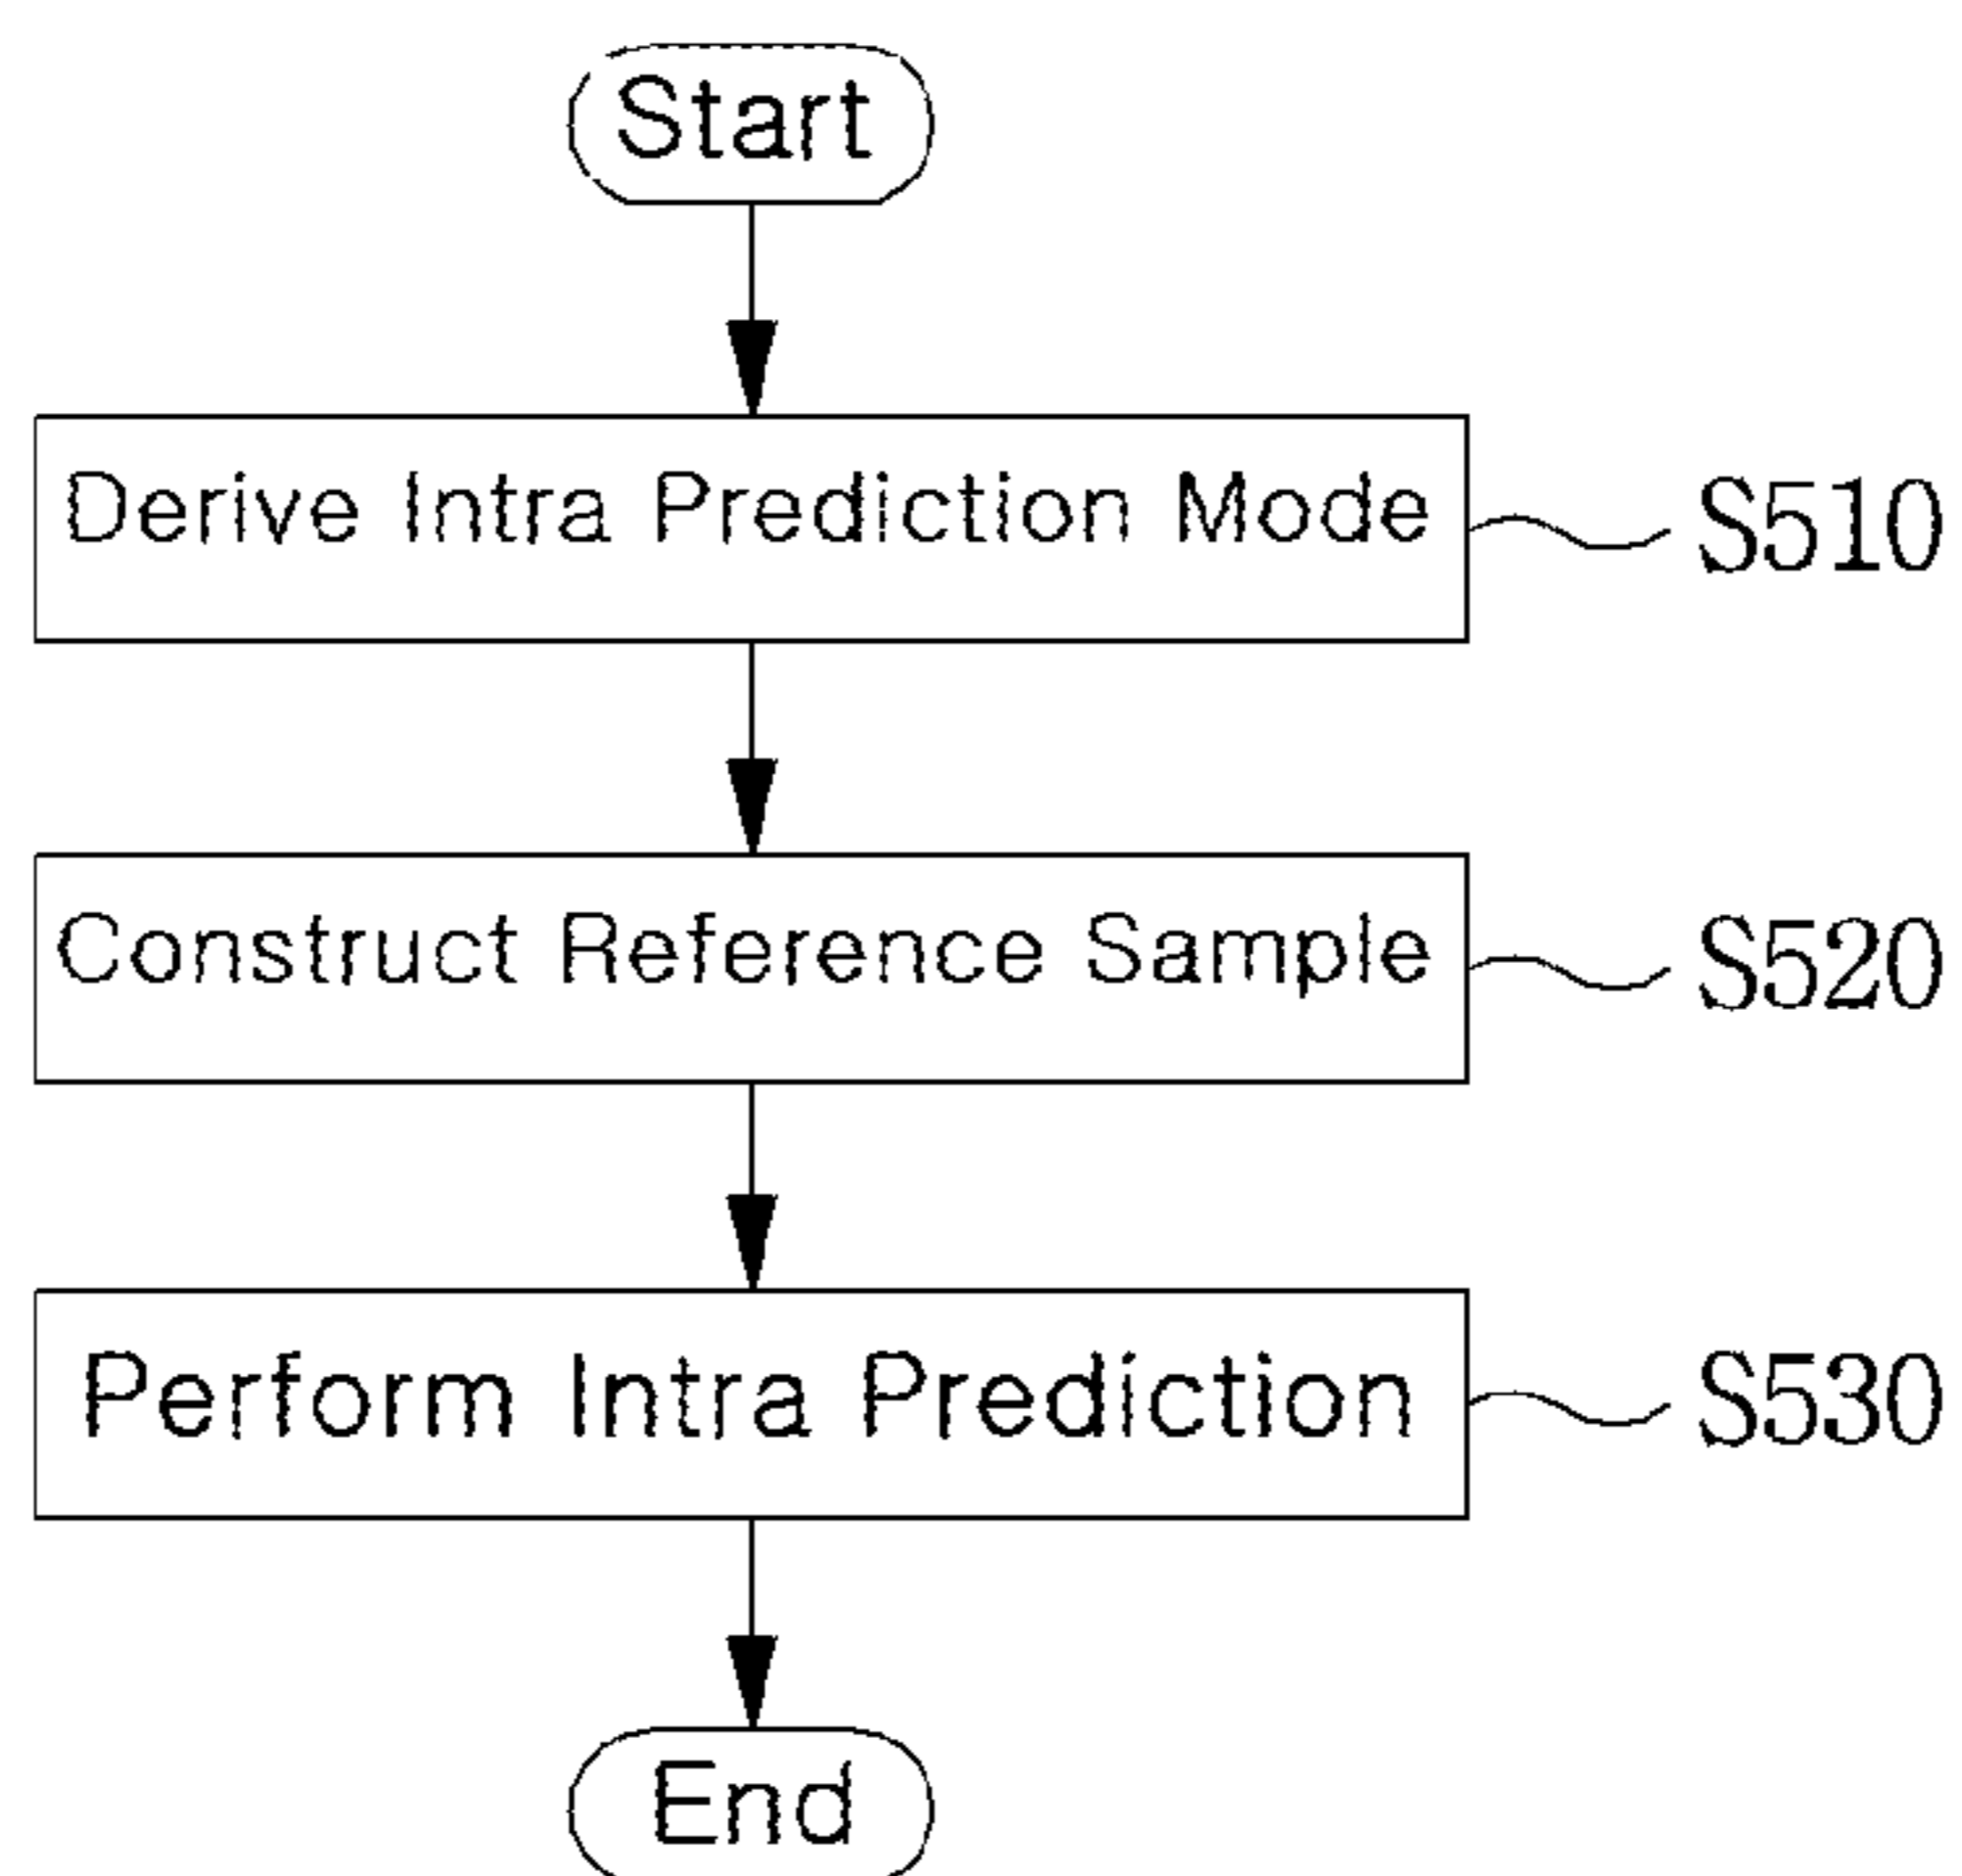 Start
Derive Intra Prediction Mode
S510
Construct Reference Sample
S520
Perform Intra Prediction
S530
End